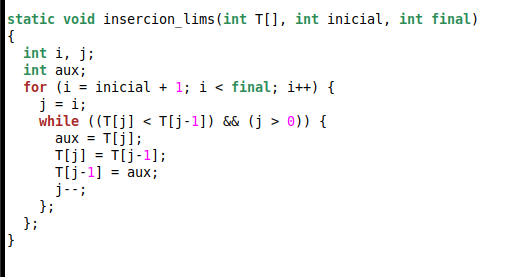 static void insercion_lims(int T[], int inicial, int final)
{
  int i, j;
  int aux;
  for (i = inicial + 1; i < final; i++) {
    j = i;
    while ((T[j] < T[j-1]) && (j > 0)) {
      aux = T[j];
      T[j] = T[j-1];
      T[j-1] = aux;
      j--;
    };
  };
}